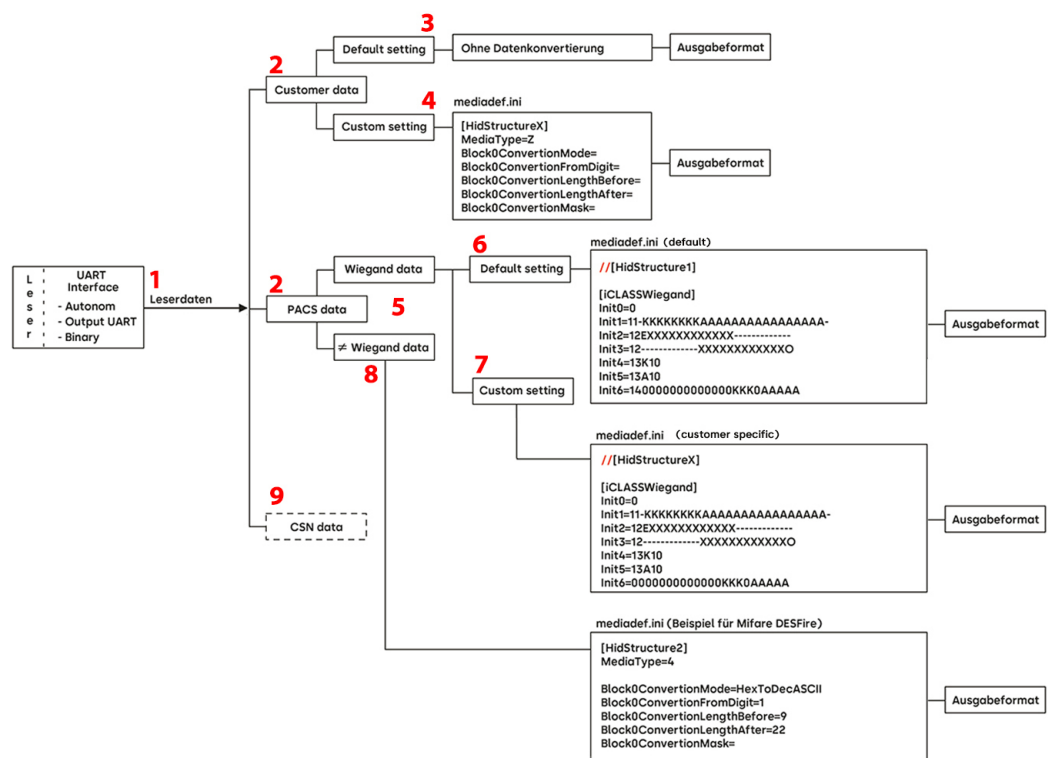 3
Default setting
Ohne Datenkonvertierung
Ausgabeformat
2
Customer data
4
mediadef.ini
Custom setting
[HidStructureX]
MediaType=Z
Block0ConvertionMode=
Block0ConvertionFromDigit=
Block0ConvertionLengthBefore=
Block0ConvertionLengthAfter=
Block0ConvertionMask=
Ausgabeformat
Leser
UART
Interface
- Autonom
- Output UART
- Binary
1
Leserdaten
2
PACS data
Wiegand data
5
≠ Wiegand data
8
6
Default setting
mediadef.ini (default)
//[HidStructure1]
[iCLASSWiegand]
Init0=0
Init1=11-KKKKKKKKAAAAAAAAAAAAAAAA-
Init2=12EXXXXXXXXXXXX-------------
Init3=12-------------XXXXXXXXXXXXO
Init4=13K10
Init5=13A10
Init6=140000000000000KKK0AAAAA
Ausgabeformat
7
Custom setting
mediadef.ini (customer specific)
//[HidStructureX]
[iCLASSWiegand]
Init0=0
Init1=11-KKKKKKKKAAAAAAAAAAAAAAAA-
Init2=12EXXXXXXXXXXXX-------------
Init3=12-------------XXXXXXXXXXXXO
Init4=13K10
Init5=13A10
Init6=0000000000000KKK0AAAAA
Ausgabeformat
9
CSN data
mediadef.ini (Beispiel für Mifare DESFire)
[HidStructure2]
MediaType=4
Block0ConvertionMode=HexToDecASCII
Block0ConvertionFromDigit=1
Block0ConvertionLengthBefore=9
Block0ConvertionLengthAfter=22
Block0ConvertionMask=
Ausgabeformat